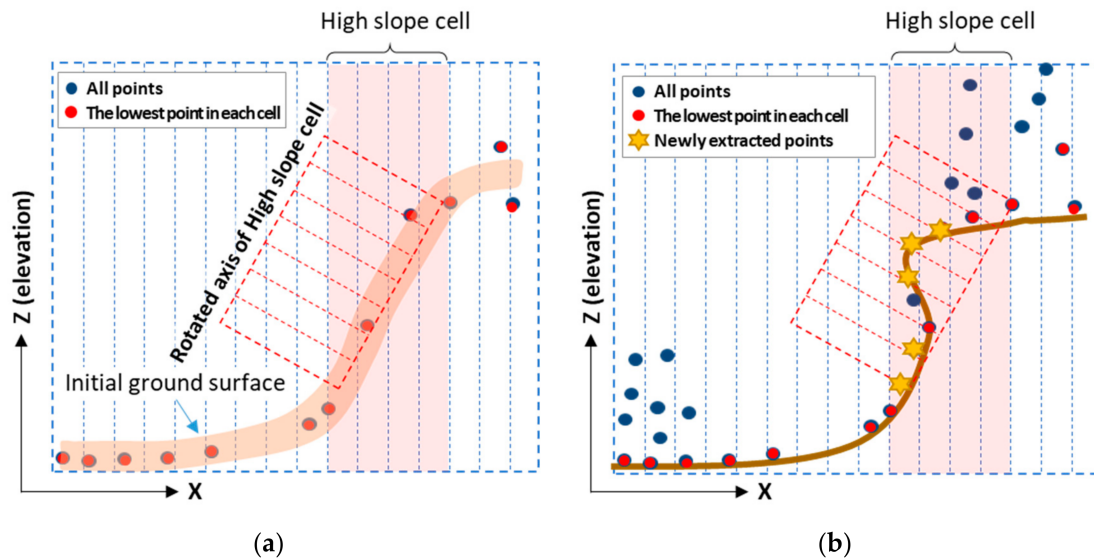 High slope cell
All points
The lowest point in each cell
Rotated axis of High slope cell
Initial ground surface
Z (elevation)
X
(a)
High slope cell
All points
The lowest point in each cell
Newly extracted points
Z (elevation)
X
(b)